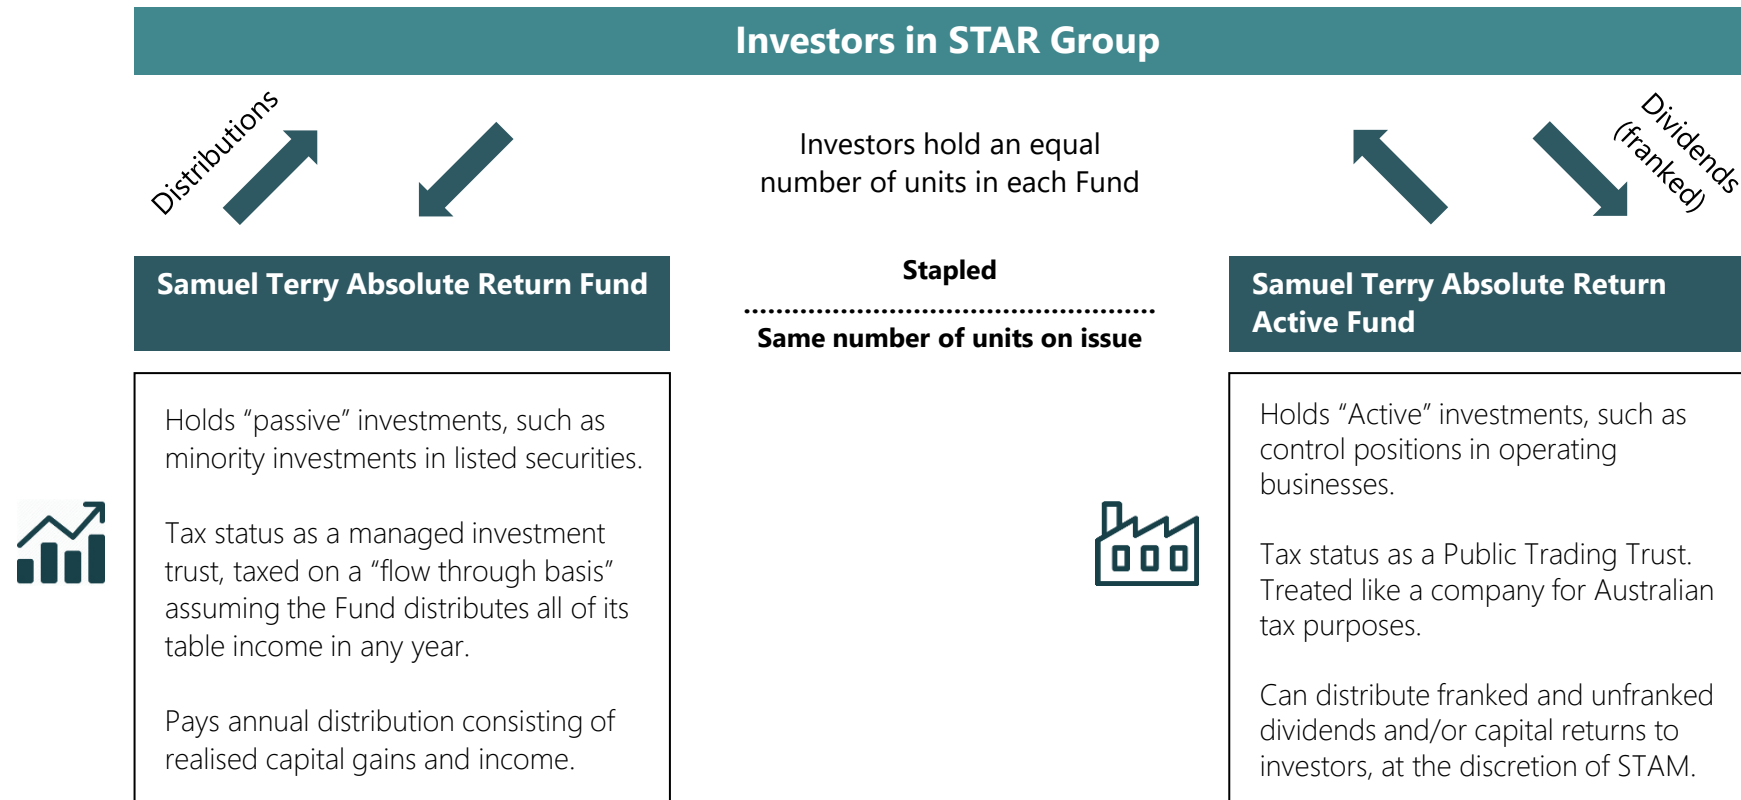 Investors in STAR Group
Distributions
Investors hold an equal
number of units in each Fund
Dividends
(franked)
Samuel Terry Absolute Return Fund
Stapled
Same number of units on issue
Samuel Terry Absolute Return
Active Fund
Holds “passive” investments, such as
minority investments in listed securities.
Tax status as a managed investment
trust, taxed on a “flow through basis”
assuming the Fund distributes all of its
table income in any year.
Pays annual distribution consisting of
realised capital gains and income.
Holds “Active” investments, such as
control positions in operating
businesses.
Tax status as a Public Trading Trust.
Treated like a company for Australian
tax purposes.
Can distribute franked and unfranked
dividends and/or capital returns to
investors, at the discretion of STAM.